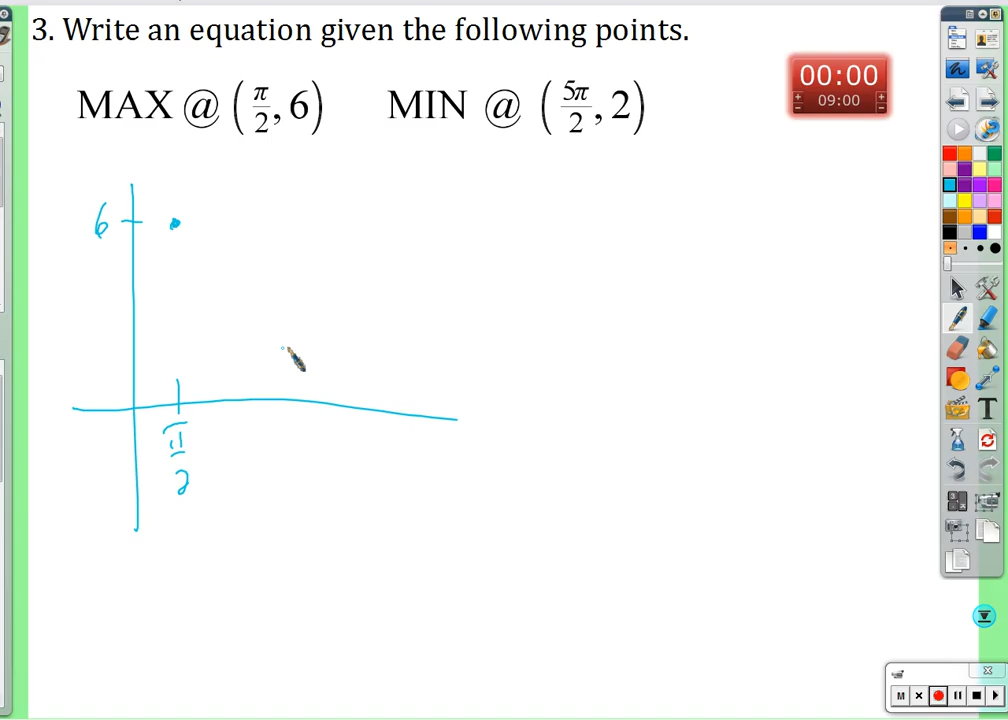 3. Write an equation given the following points.
MAX @ (π/2, 6) MIN @ (5π/2, 2)
00:00
09:00
6
π/2
T
M